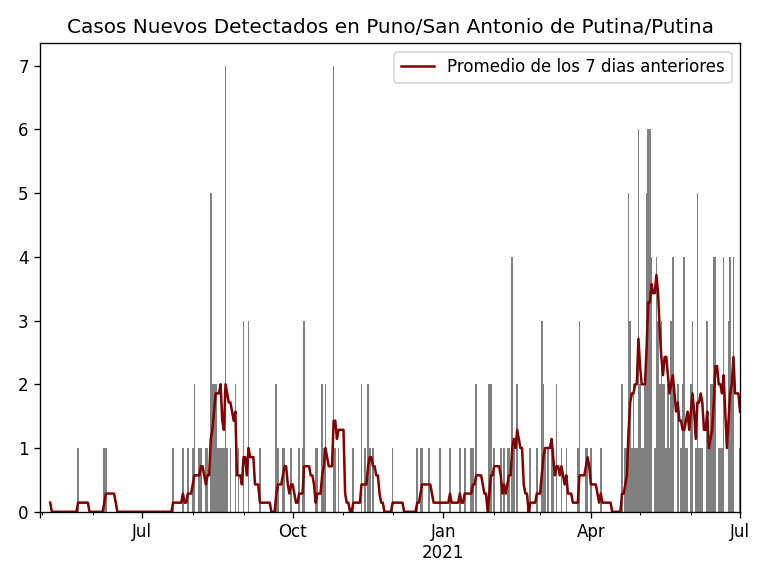 Casos Nuevos Detectados en Puno/San Antonio de Putina/Putina
Promedio de los 7 dias anteriores
7
6
5
4
3
2
1
0
Jul
Oct
Jan
2021
Apr
Jul